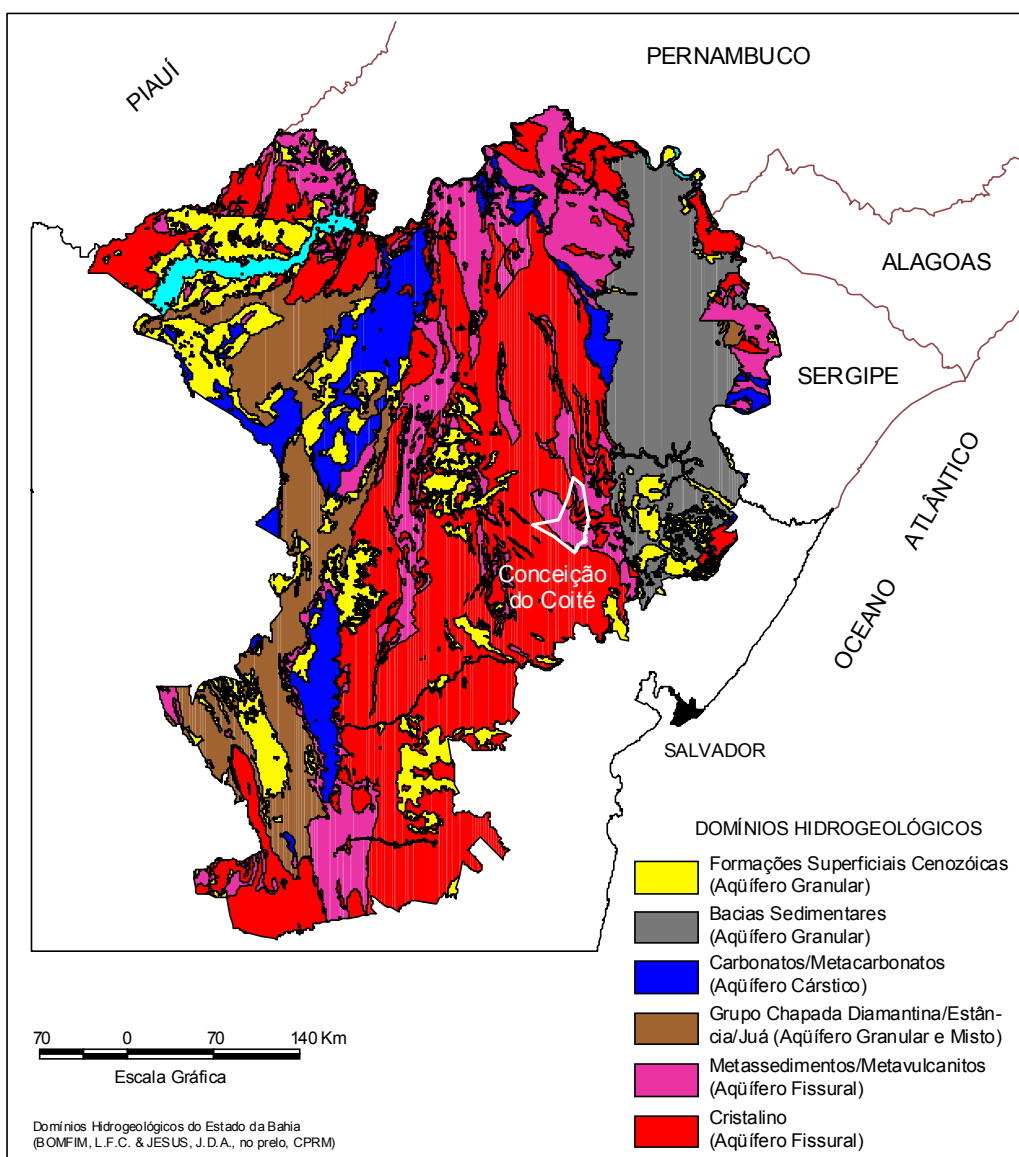 PIAUÍ
PERNAMBUCO
ALAGOAS
SERGIPE
OCEANO ATLÂNTICO
Conceição
do Coité
SALVADOR
DOMÍNIOS HIDROGEOLÓGICOS
Formações Superficiais Cenozóicas
(Aqüífero Granular)
Bacias Sedimentares
(Aqüífero Granular)
Carbonatos/Metacarbonatos
(Aqüífero Cárstico)
Grupo Chapada Diamantina/Estân-
cia/Juá (Aqüífero Granular e Misto)
Metassedimentos/Metavulcanitos
(Aqüífero Fissural)
Cristalino
(Aqüífero Fissural)
70 0 70 140 Km
Escala Gráfica
Domínios Hidrogeológicos do Estado da Bahia
(BOMFIM, L.F.C. & JESUS, J.D.A., no prelo, CPRM)